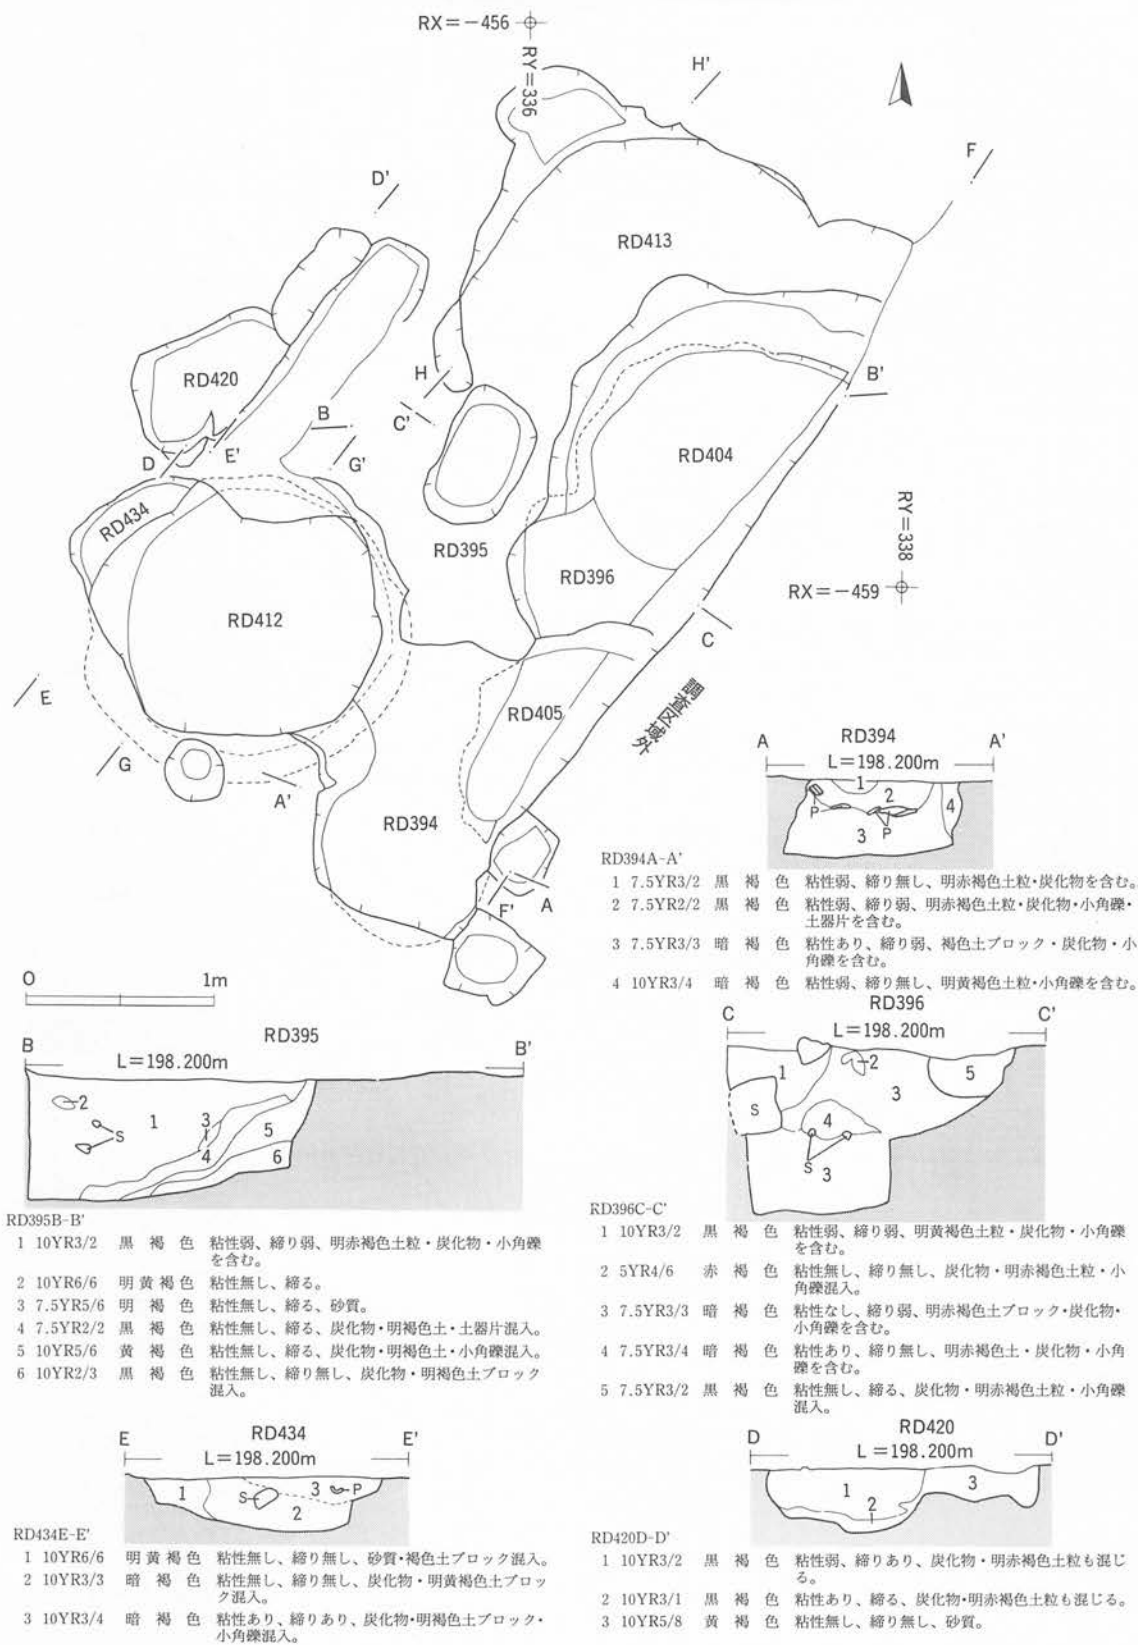 RX=−456
RY=336
H'
F
D'
RD413
RD420
H
B'
C'
B
D
E'
G'
RD404
RD434
RY=338
RD395
RD396
RX=−459
RD412
C
E
調査区域外
RD405
G
A'
RD394
F'
A
0 1m
RD394
A A'
L=198.200m
1
2
4
P
3
P
RD394A-A'
1 7.5YR3/2 黒褐色 粘性弱、締り無し、明赤褐色土粒・炭化物を含む。
2 7.5YR2/2 黒褐色 粘性弱、締り弱、明赤褐色土粒・炭化物・小角礫・
土器片を含む。
3 7.5YR3/3 暗褐色 粘性あり、締り弱、褐色土ブロック・炭化物・小
角礫を含む。
4 10YR3/4 暗褐色 粘性弱、締り無し、明黄褐色土粒・小角礫を含む。
RD395
B B'
L=198.200m
2
1
3
S
4
5
6
RD395B-B'
1 10YR3/2 黒褐色 粘性弱、締り弱、明赤褐色土粒・炭化物・小角礫
を含む。
2 10YR6/6 明黄褐色 粘性無し、締る。
3 7.5YR5/6 明褐色 粘性無し、締る、砂質。
4 7.5YR2/2 黒褐色 粘性無し、締る、炭化物・明褐色土・土器片混入。
5 10YR5/6 黄褐色 粘性無し、締る、炭化物・明褐色土・小角礫混入。
6 10YR2/3 黒褐色 粘性無し、締り無し、炭化物・明褐色土ブロック
混入。
RD396
C C'
L=198.200m
1
2
5
3
S
4
S
3
RD396C-C'
1 10YR3/2 黒褐色 粘性弱、締り弱、明黄褐色土粒・炭化物・小角礫
を含む。
2 5YR4/6 赤褐色 粘性無し、締り無し、炭化物・明赤褐色土粒・小
角礫混入。
3 7.5YR3/3 暗褐色 粘性なし、締り弱、明赤褐色土ブロック・炭化物・
小角礫を含む。
4 7.5YR3/4 暗褐色 粘性あり、締り無し、明赤褐色土・炭化物・小角
礫を含む。
5 7.5YR3/2 黒褐色 粘性無し、締る、炭化物・明赤褐色土粒・小角礫
混入。
RD434
E E'
L=198.200m
1
S
3
P
2
RD434E-E'
1 10YR6/6 明黄褐色 粘性無し、締り無し、砂質・褐色土ブロック混入。
2 10YR3/3 暗褐色 粘性無し、締り無し、炭化物・明黄褐色土ブロッ
ク混入。
3 10YR3/4 暗褐色 粘性あり、締りあり、炭化物・明褐色土ブロック・
小角礫混入。
RD420
D D'
L=198.200m
1
3
2
RD420D-D'
1 10YR3/2 黒褐色 粘性弱、締りあり、炭化物・明赤褐色土粒も混じ
る。
2 10YR3/1 黒褐色 粘性あり、締る、炭化物・明赤褐色土粒も混じる。
3 10YR5/8 黄褐色 粘性無し、締り無し、砂質。